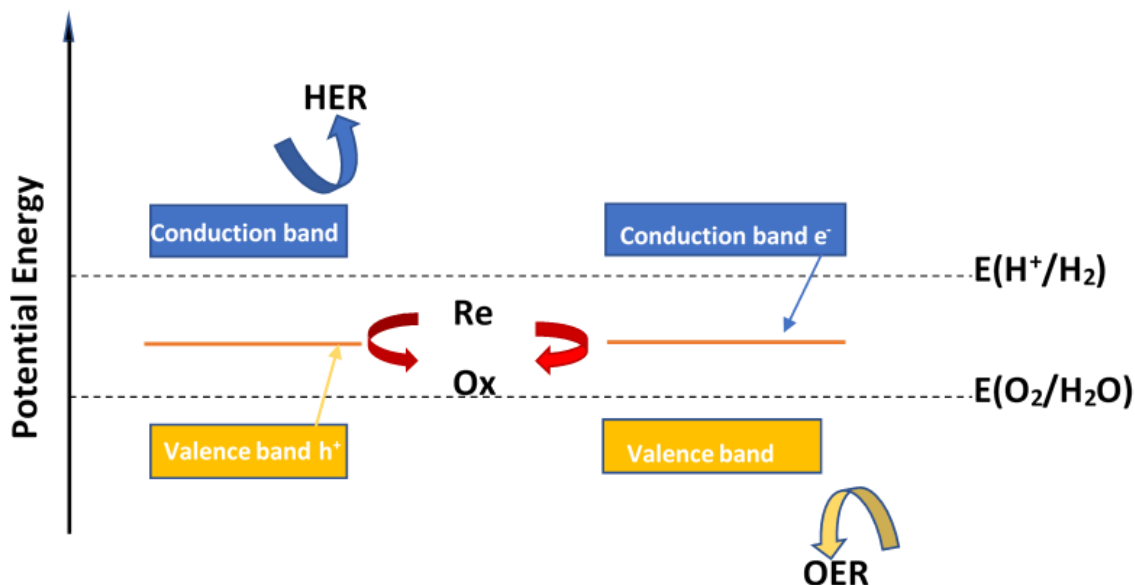 HER
Conduction band
Conduction band e⁻
E(H⁺/H₂)
Potential Energy
Re
Ox
E(O₂/H₂O)
Valence band h⁺
Valence band
OER